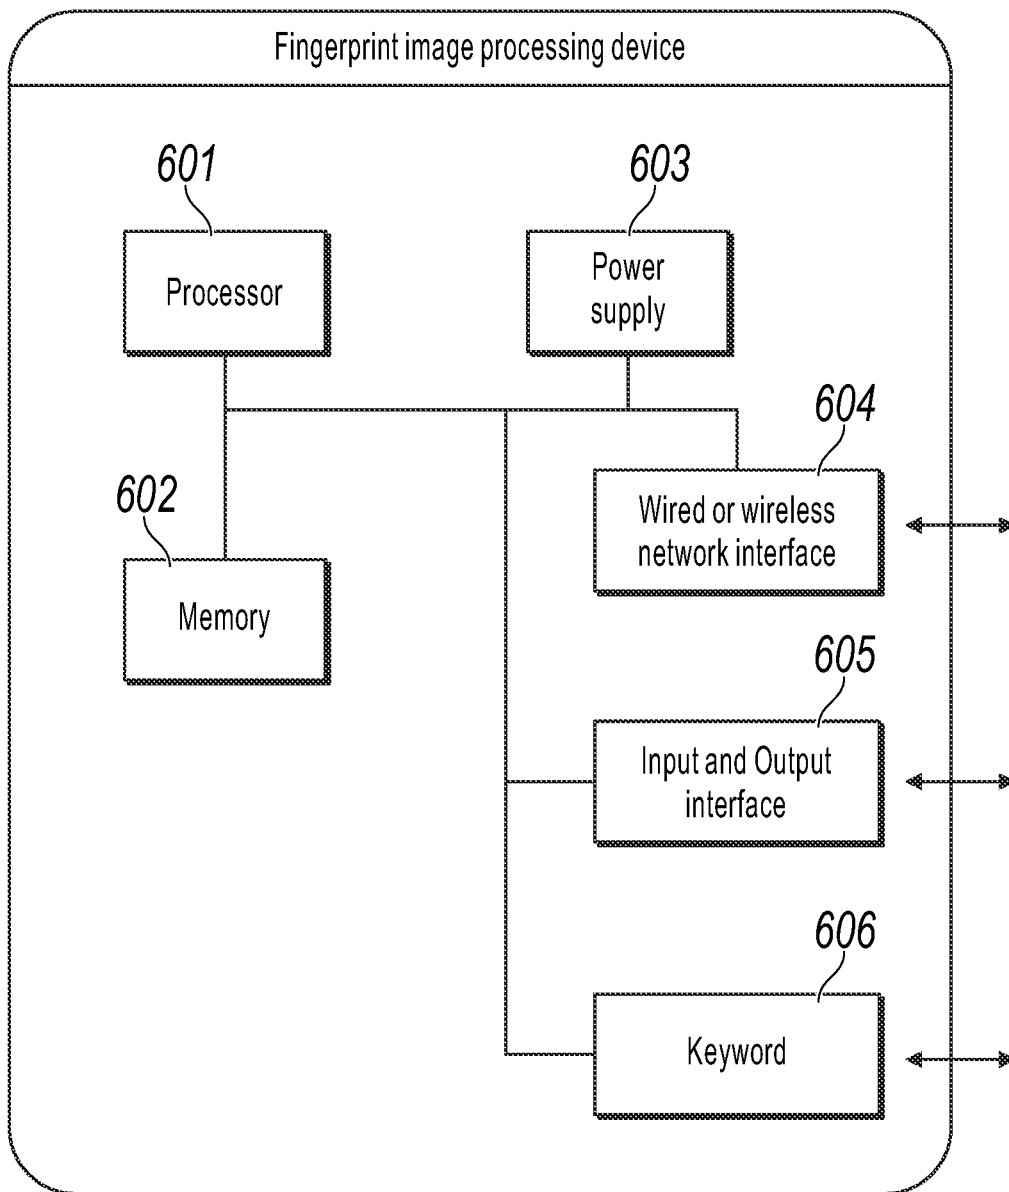 Fingerprint image processing device
601
Processor
603
Power
supply
604
Wired or wireless
network interface
602
Memory
605
Input and Output
interface
606
Keyword